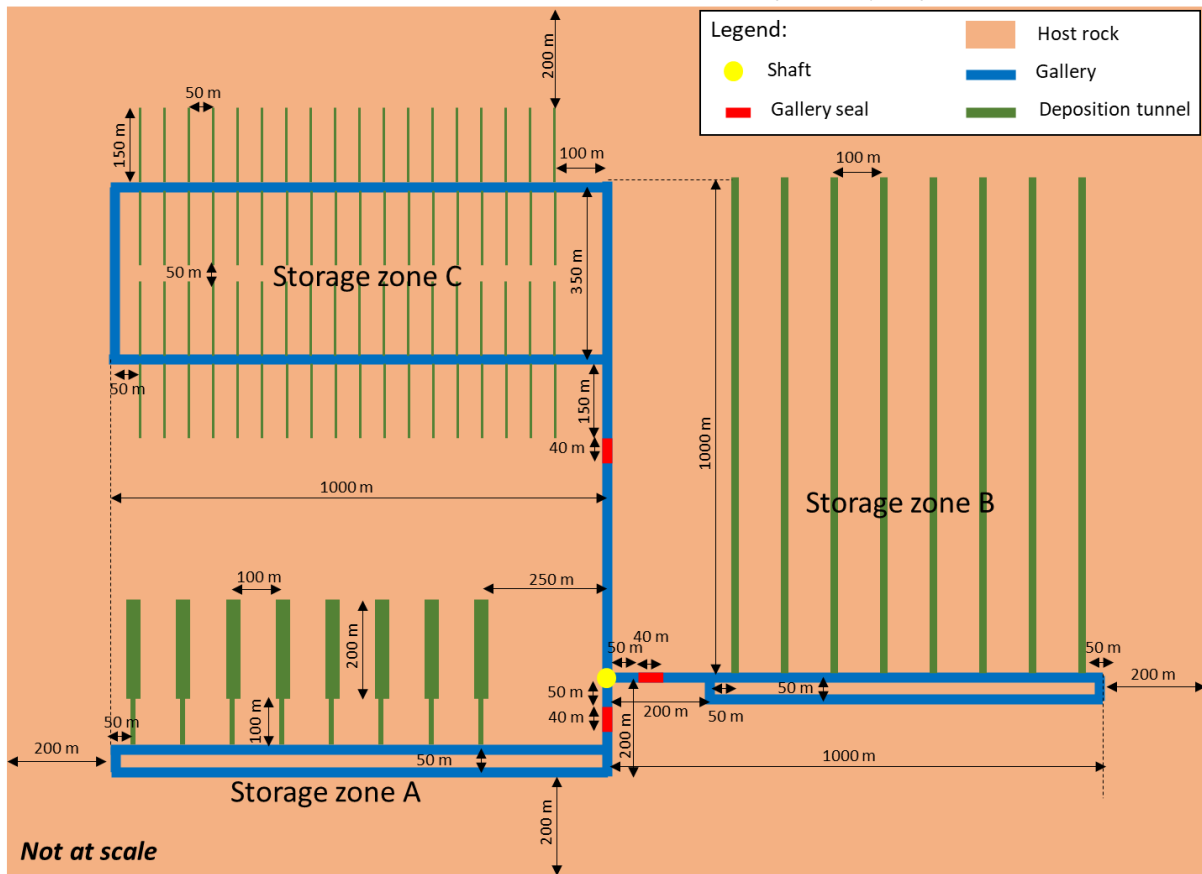 Legend:
Host rock
Shaft
Gallery
Gallery seal
Deposition tunnel
200 m
50 m
150 m
100 m
100 m
350 m
50 m
Storage zone C
50 m
150 m
40 m
1000 m
1000 m
Storage zone B
100 m
250 m
200 m
40 m
50 m
50 m
50 m
50 m
40 m
200 m
50 m
50 m
100 m
200 m
200 m
200 m
50 m
1000 m
Storage zone A
200 m
Not at scale